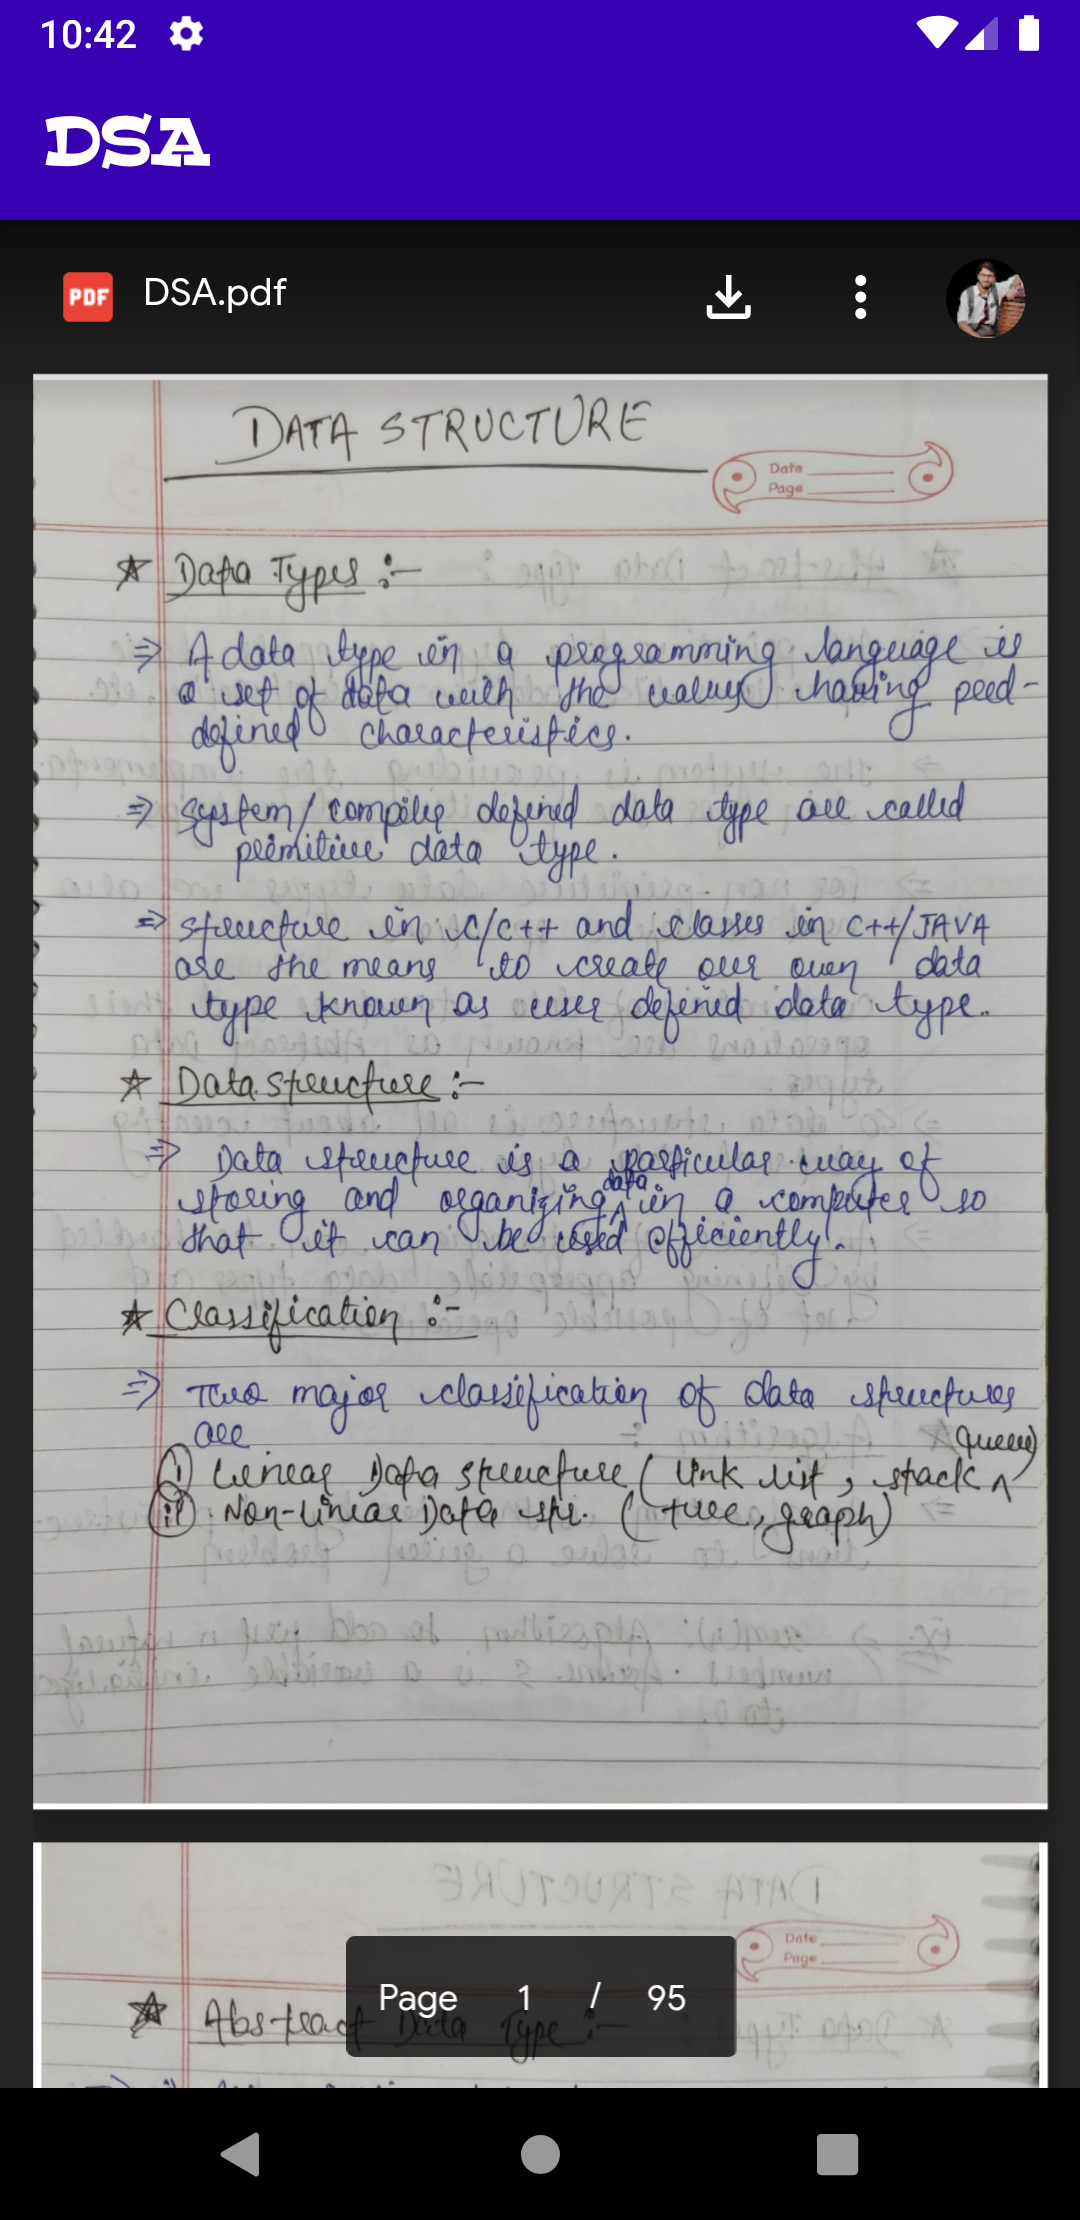 10:42
DSA
PDF DSA.pdf
DATA STRUCTURE
Date
Page
☆ Data Types :-
⇒ A data type in a programming language is
a set of data with the values having pred-
defined characteristics.
⇒ system/compiler defined data type are called
primitive data type.
⇒ structure in C/C++ and classes in C++/JAVA
are the means to create our own data
type known as user defined data type.
☆ Data structure :-
⇒ Data structure is a particular way of
storing and organizing data in a computer so
that it can be used efficiently.
☆ Classification :-
⇒ Two major classification of data structures
are
(i) Linear Data structure ( link list, stack, queue)
(ii) Non-Linear Data str. ( tree, graph)
Date
Page
Page 1 / 95
☆ Abstract Data Type :-